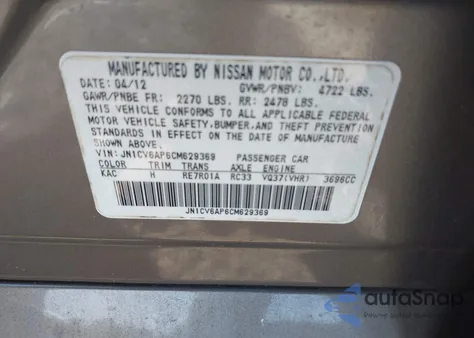 MANUFACTURED BY NISSAN MOTOR CO.,LTD.
DATE: 04/12 GVWR/PNBV: 4722 LBS.
GAWR/PNBE FR: 2270 LBS. RR: 2478 LBS.
THIS VEHICLE CONFORMS TO ALL APPLICABLE FEDERAL
MOTOR VEHICLE SAFETY,BUMPER,AND THEFT PREVENTION
STANDARDS IN EFFECT ON THE DATE OF MANUFACTURE
SHOWN ABOVE.
VIN: JN1CV6AP6CM629369 PASSENGER CAR
COLOR TRIM TRANS AXLE ENGINE
KAC H RE7R01A RC33 VQ37(VHR) 3696CC
JN1CV6AP6CM629369
autoSnap